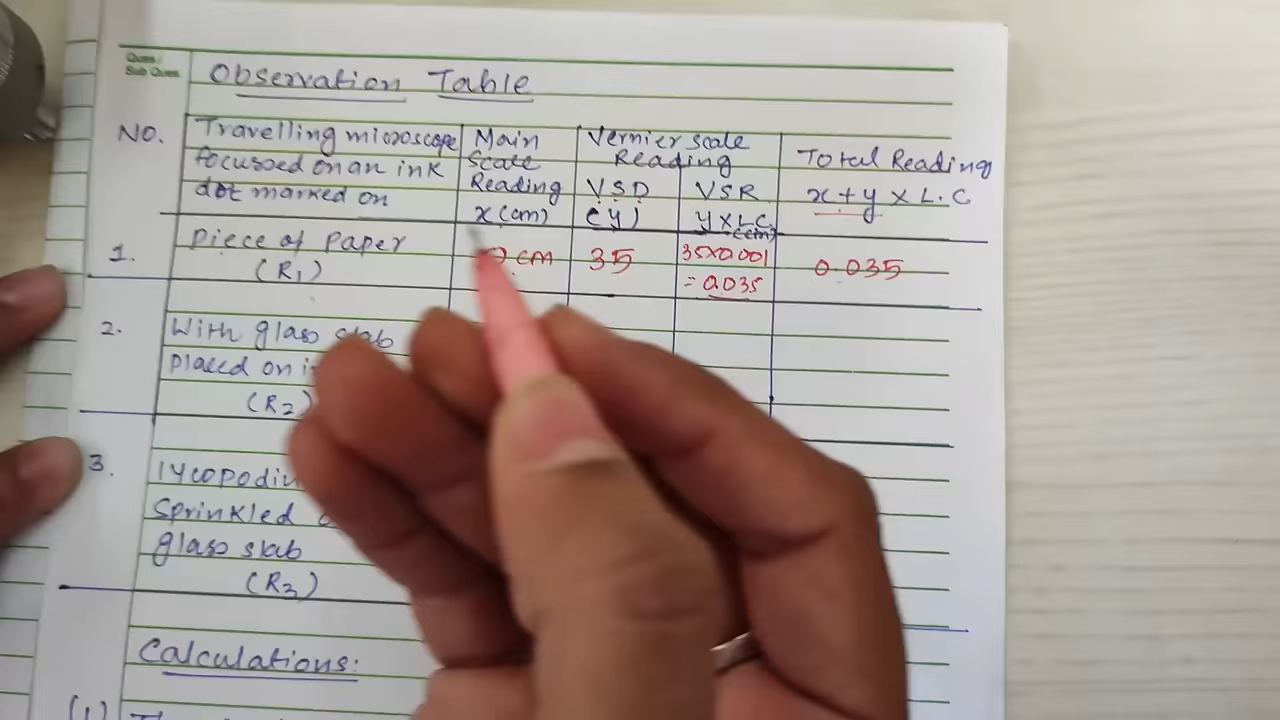 Ques./
Sub Ques.
Observation Table
NO.
Travelling microscope
focussed on an ink
dot marked on
Main
Scale
Reading
x (cm)
Vernier scale
Reading
VSD
(y)
VSR
y x LC
(cm)
Total Reading
x + y x L.C
1.
Piece of Paper
(R1)
cm
35
35x0.001
= 0.035
0.035
2.
With glass slab
placed on
(R2)
3.
sprinkled
glass slab
(R3)
Calculations:
(1)